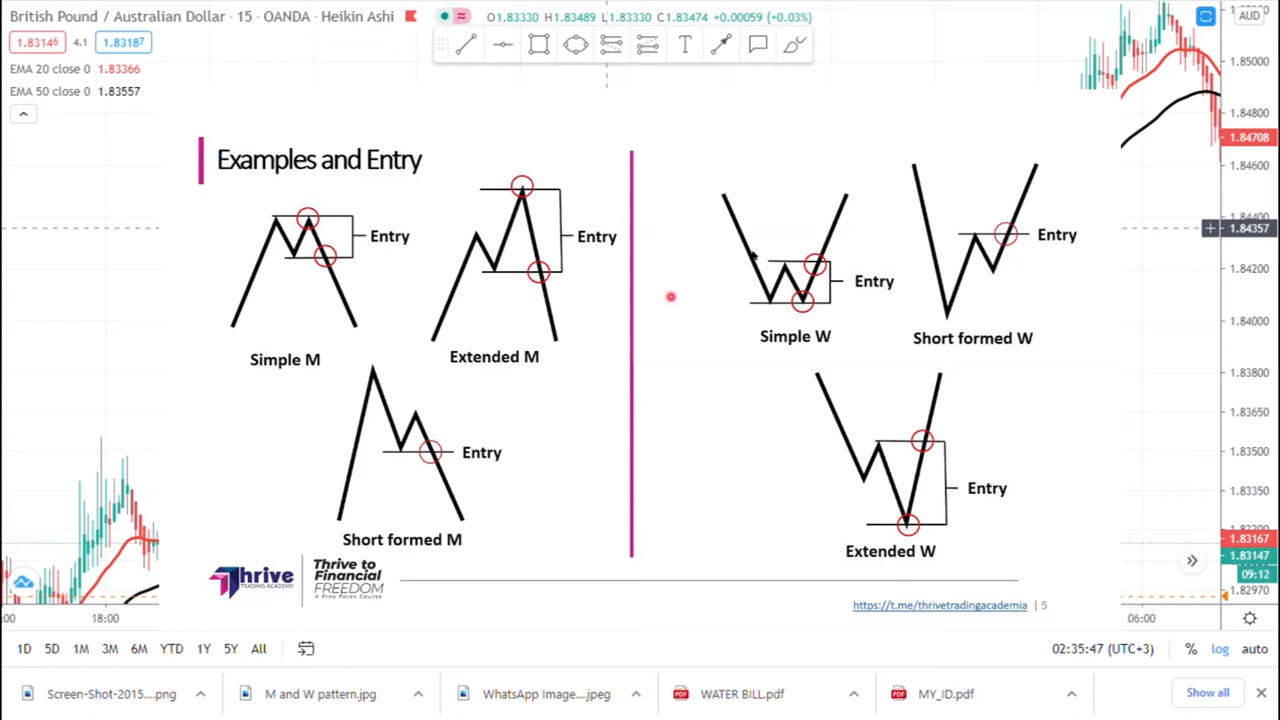 British Pound / Australian Dollar · 15 · OANDA · Heikin Ashi
O1.83330 H1.83489 L1.83330 C1.83474 +0.00059 (+0.03%)
AUD
1.83146 4.1 1.83187
EMA 20 close 0 1.83366
EMA 50 close 0 1.83557
T
1.85000
1.84800
1.84708
1.84600
1.84400
1.84357
1.84200
1.84000
1.83800
1.83650
1.83500
1.83350
1.83167
1.83147
09:12
1.82970
Examples and Entry
Entry
Simple M
Entry
Extended M
Entry
Short formed M
Entry
Simple W
Entry
Short formed W
Entry
Extended W
Thrive
TRADING ACADEMY
Thrive to
Financial
FREEDOM
A Free Forex Course
https://t.me/thrivetradingacademia | 5
:00
18:00
06:00
1D 5D 1M 3M 6M YTD 1Y 5Y All
02:35:47 (UTC+3) % log auto
Screen-Shot-2015....png
M and W pattern.jpg
WhatsApp Image....jpeg
PDF WATER BILL.pdf
PDF MY_ID.pdf
Show all